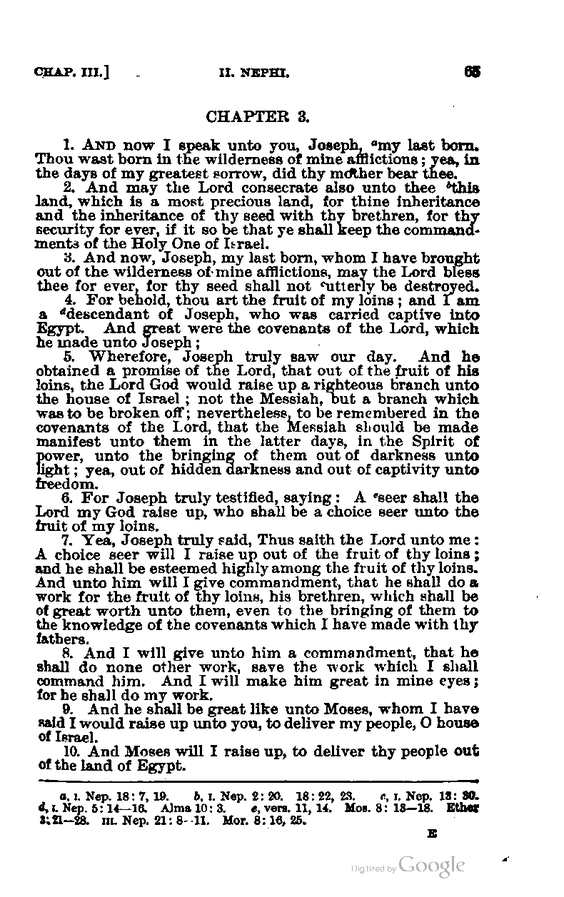 CHAP. III.] II. NEPHI. 65
CHAPTER 3.
1. AND now I speak unto you, Joseph, ᵃmy last born.
Thou wast born in the wilderness of mine afflictions; yea, in
the days of my greatest sorrow, did thy mother bear thee.
2. And may the Lord consecrate also unto thee ᵇthis
land, which is a most precious land, for thine inheritance
and the inheritance of thy seed with thy brethren, for thy
security for ever, if it so be that ye shall keep the command-
ments of the Holy One of Israel.
3. And now, Joseph, my last born, whom I have brought
out of the wilderness of mine afflictions, may the Lord bless
thee for ever, for thy seed shall not ᶜutterly be destroyed.
4. For behold, thou art the fruit of my loins; and I am
a ᵈdescendant of Joseph, who was carried captive into
Egypt. And great were the covenants of the Lord, which
he made unto Joseph;
5. Wherefore, Joseph truly saw our day. And he
obtained a promise of the Lord, that out of the fruit of his
loins, the Lord God would raise up a righteous branch unto
the house of Israel; not the Messiah, but a branch which
was to be broken off; nevertheless, to be remembered in the
covenants of the Lord, that the Messiah should be made
manifest unto them in the latter days, in the Spirit of
power, unto the bringing of them out of darkness unto
light; yea, out of hidden darkness and out of captivity unto
freedom.
6. For Joseph truly testified, saying: A ᵉseer shall the
Lord my God raise up, who shall be a choice seer unto the
fruit of my loins.
7. Yea, Joseph truly said, Thus saith the Lord unto me:
A choice seer will I raise up out of the fruit of thy loins;
and he shall be esteemed highly among the fruit of thy loins.
And unto him will I give commandment, that he shall do a
work for the fruit of thy loins, his brethren, which shall be
of great worth unto them, even to the bringing of them to
the knowledge of the covenants which I have made with thy
fathers.
8. And I will give unto him a commandment, that he
shall do none other work, save the work which I shall
command him. And I will make him great in mine eyes;
for he shall do my work.
9. And he shall be great like unto Moses, whom I have
said I would raise up unto you, to deliver my people, O house
of Israel.
10. And Moses will I raise up, to deliver thy people out
of the land of Egypt.
a, I. Nep. 18: 7, 19. b, I. Nep. 2: 20. 18: 22, 23. c, I. Nep. 13: 30.
d, I. Nep. 5: 14—16. Alma 10: 3. e, vers. 11, 14. Mos. 8: 13—18. Ether
3: 21—28. III. Nep. 21: 8--11. Mor. 8: 16, 25.
E
Digitized by Google